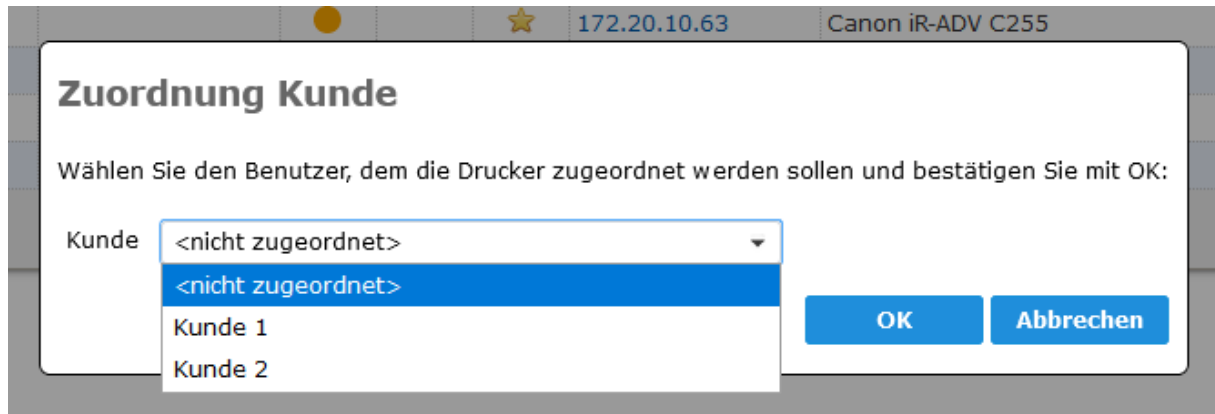 172.20.10.63 Canon iR-ADV C255
Zuordnung Kunde
Wählen Sie den Benutzer, dem die Drucker zugeordnet werden sollen und bestätigen Sie mit OK:
Kunde <nicht zugeordnet>
<nicht zugeordnet>
Kunde 1
Kunde 2
OK Abbrechen